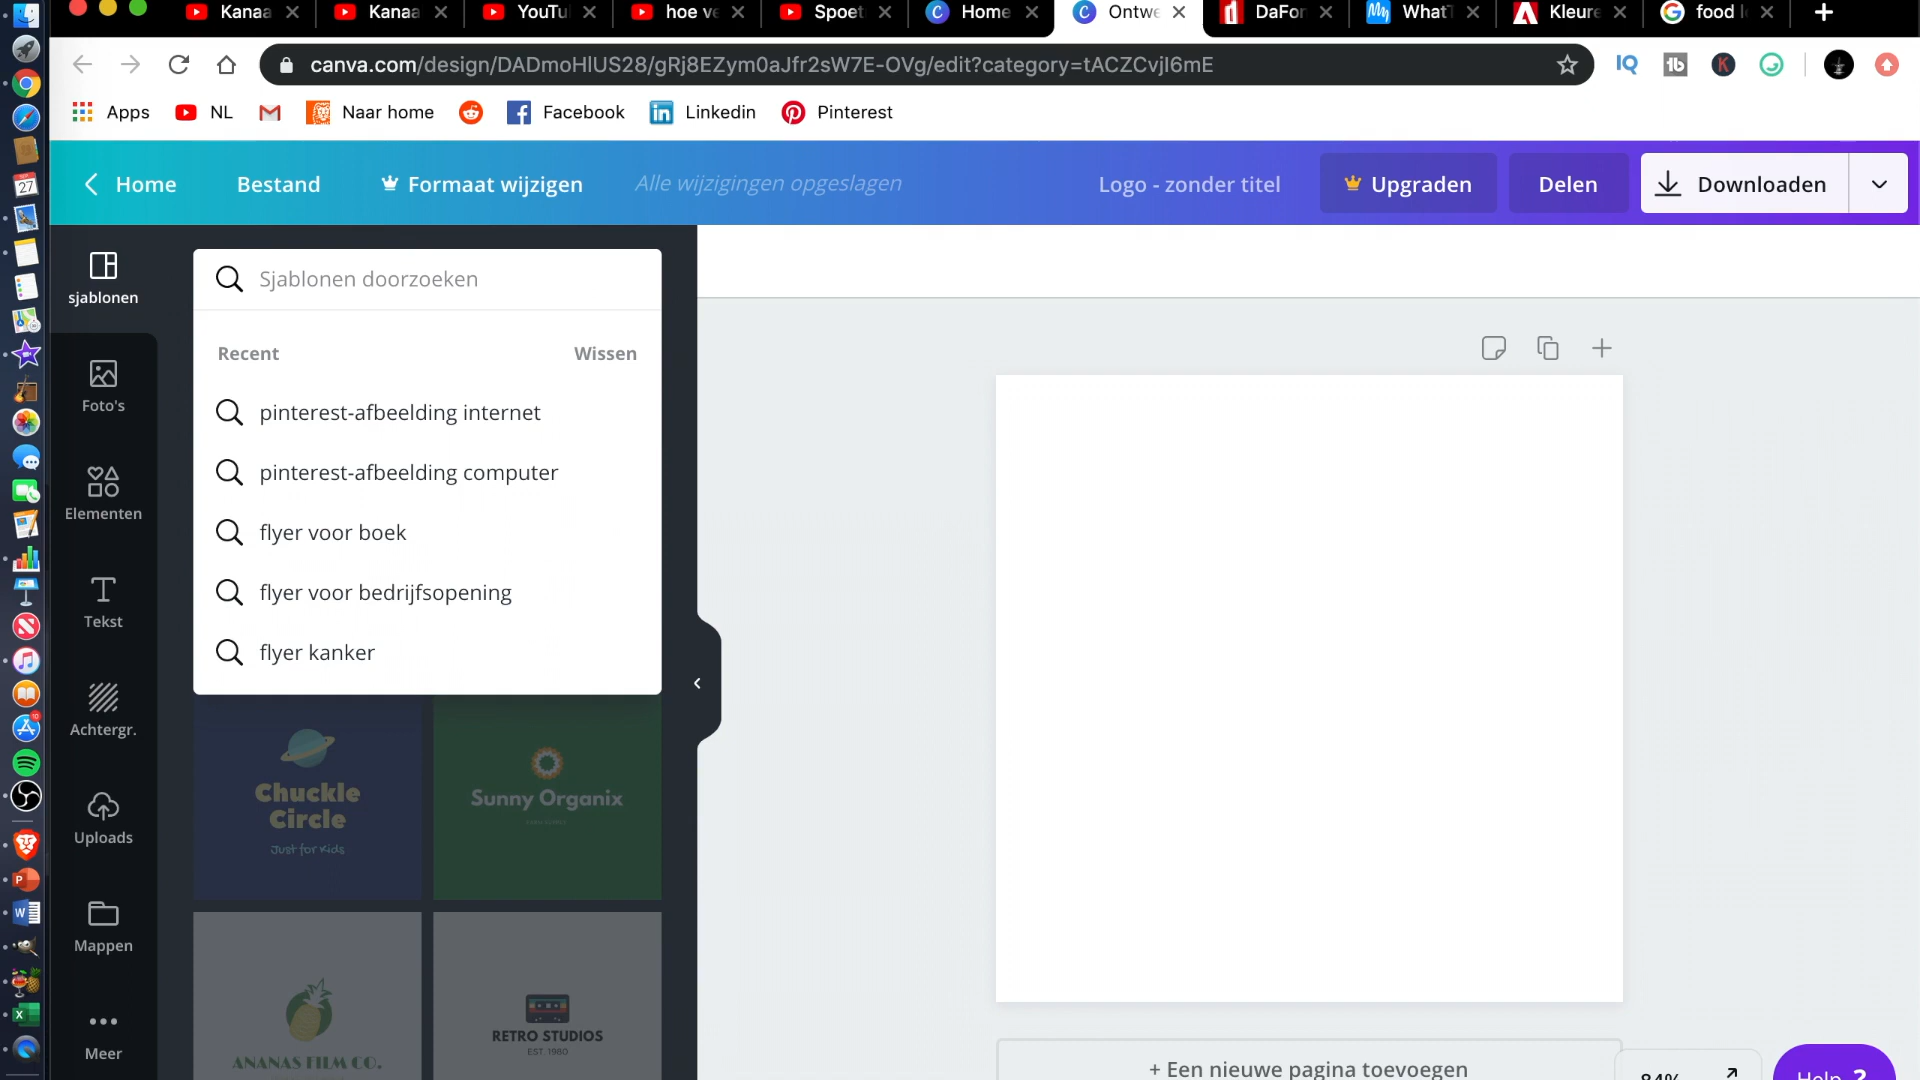 Kanaa
Kanaa
YouTu
hoe ve
Spoet
Home
Ontwe
DaFon
WhatT
Kleure
food l
canva.com/design/DADmoHlUS28/gRj8EZym0aJfr2sW7E-OVg/edit?category=tACZCvjI6mE
Apps
NL
Naar home
Facebook
Linkedin
Pinterest
Home
Bestand
Formaat wijzigen
Alle wijzigingen opgeslagen
Logo - zonder titel
Upgraden
Delen
Downloaden
sjablonen
Foto's
Elementen
Tekst
Achtergr.
Uploads
Mappen
Meer
Sjablonen doorzoeken
Recent
Wissen
pinterest-afbeelding internet
pinterest-afbeelding computer
flyer voor boek
flyer voor bedrijfsopening
flyer kanker
Chuckle
Circle
Just for Kids
Sunny Organix
ANANAS FILM CO.
RETRO STUDIOS
EST. 1980
+ Een nieuwe pagina toevoegen
84%
Help ?